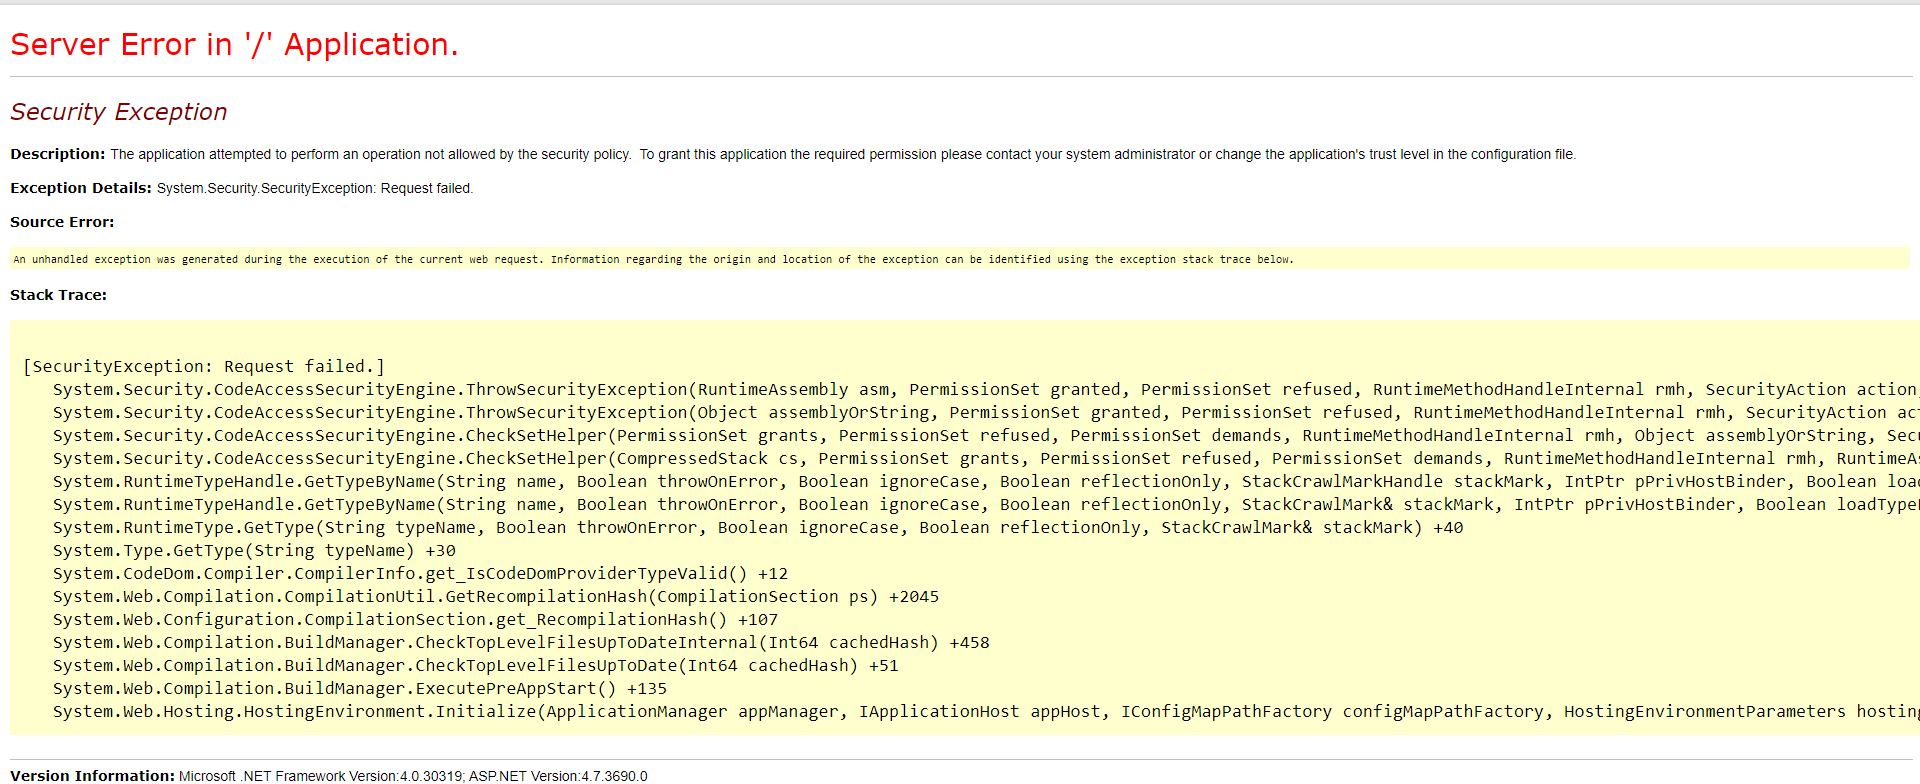 Server Error in '/' Application.
Security Exception
Description: The application attempted to perform an operation not allowed by the security policy.  To grant this application the required permission please contact your system administrator or change the application's trust level in the configuration file.
Exception Details: System.Security.SecurityException: Request failed.
Source Error:
An unhandled exception was generated during the execution of the current web request. Information regarding the origin and location of the exception can be identified using the exception stack trace below.
Stack Trace:
[SecurityException: Request failed.]
System.Security.CodeAccessSecurityEngine.ThrowSecurityException(RuntimeAssembly asm, PermissionSet granted, PermissionSet refused, RuntimeMethodHandleInternal rmh, SecurityAction action,
System.Security.CodeAccessSecurityEngine.ThrowSecurityException(Object assemblyOrString, PermissionSet granted, PermissionSet refused, RuntimeMethodHandleInternal rmh, SecurityAction
System.Security.CodeAccessSecurityEngine.CheckSetHelper(PermissionSet grants, PermissionSet refused, PermissionSet demands, RuntimeMethodHandleInternal rmh, Object assemblyOrString,
System.Security.CodeAccessSecurityEngine.CheckSetHelper(CompressedStack cs, PermissionSet grants, PermissionSet refused, PermissionSet demands, RuntimeMethodHandleInternal rmh,
System.RuntimeTypeHandle.GetTypeByName(String name, Boolean throwOnError, Boolean ignoreCase, Boolean reflectionOnly, StackCrawlMarkHandle stackMark, IntPtr pPrivHostBinder, Boolean
System.RuntimeTypeHandle.GetTypeByName(String name, Boolean throwOnError, Boolean ignoreCase, Boolean reflectionOnly, StackCrawlMark& stackMark, IntPtr pPrivHostBinder, Boolean
System.RuntimeType.GetType(String typeName, Boolean throwOnError, Boolean ignoreCase, Boolean reflectionOnly, StackCrawlMark& stackMark) +40
System.Type.GetType(String typeName) +30
System.CodeDom.Compiler.CompilerInfo.get_IsCodeDomProviderTypeValid() +12
System.Web.Compilation.CompilationUtil.GetRecompilationHash(CompilationSection ps) +2045
System.Web.Configuration.CompilationSection.get_RecompilationHash() +107
System.Web.Compilation.BuildManager.CheckTopLevelFilesUpToDateInternal(Int64 cachedHash) +458
System.Web.Compilation.BuildManager.CheckTopLevelFilesUpToDate(Int64 cachedHash) +51
System.Web.Compilation.BuildManager.ExecutePreAppStart() +135
System.Web.Hosting.HostingEnvironment.Initialize(ApplicationManager appManager, IApplicationHost appHost, IConfigMapPathFactory configMapPathFactory, HostingEnvironmentParameters
Version Information: Microsoft .NET Framework Version:4.0.30319; ASP.NET Version:4.7.3690.0